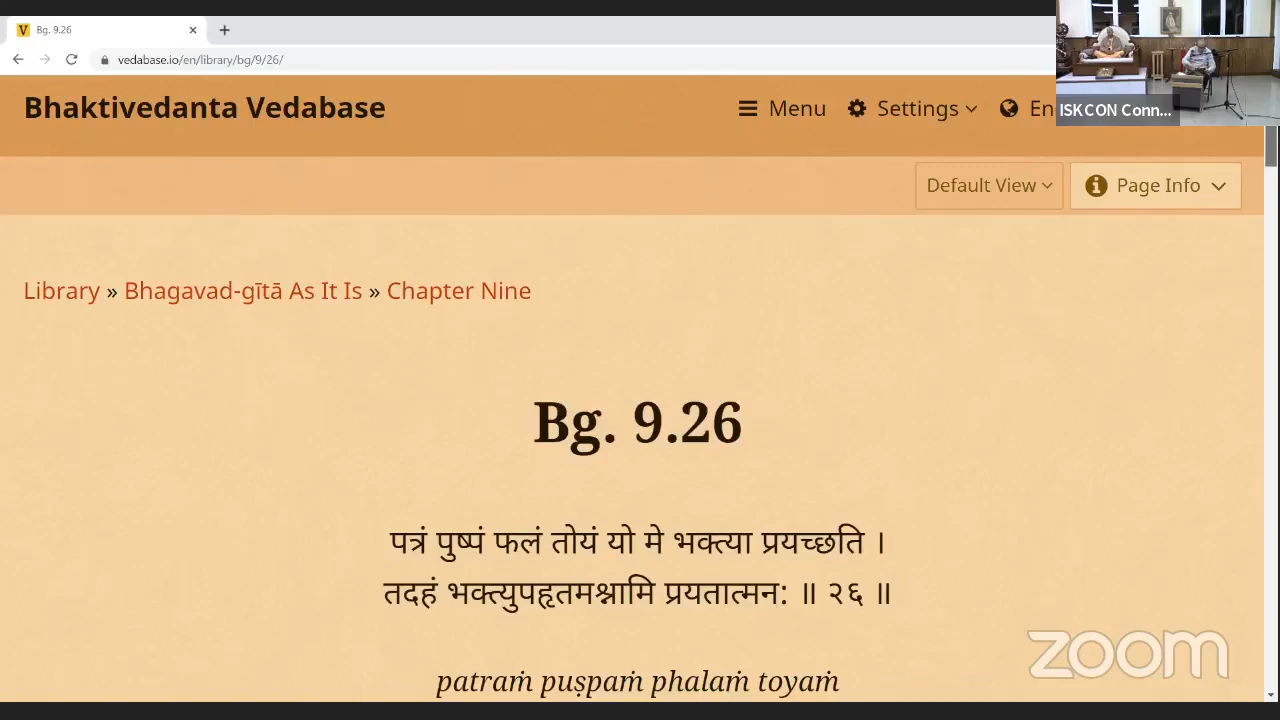 Bg. 9.26
vedabase.io/en/library/bg/9/26/
ISKCON Conn...
Bhaktivedanta Vedabase
Menu
Settings
En
Default View
Page Info
Library » Bhagavad-gītā As It Is » Chapter Nine
Bg. 9.26
पत्रं पुष्पं फलं तोयं यो मे भक्त्या प्रयच्छति ।
तदहं भक्त्युपहृतमश्न‍ामि प्रयतात्मन: ॥ २६ ॥
patraṁ puṣpaṁ phalaṁ toyaṁ
zoom